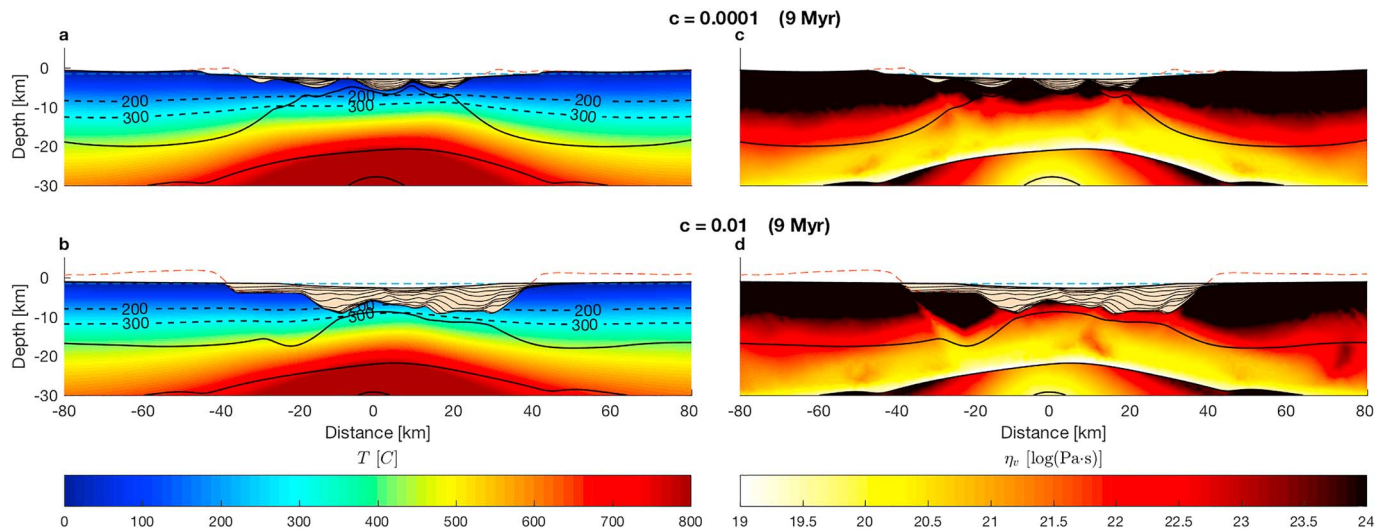 c = 0.0001 (9 Myr)
a
c
Depth [km]
0
-10
-20
-30
200
300
200
300
200
300
c = 0.01 (9 Myr)
b
d
Depth [km]
0
-10
-20
-30
200
300
200
300
200
300
-80 -60 -40 -20 0 20 40 60 80
-80 -60 -40 -20 0 20 40 60 80
Distance [km]
Distance [km]
T [C]
ηv [log(Pa·s)]
0 100 200 300 400 500 600 700 800
19 19.5 20 20.5 21 21.5 22 22.5 23 23.5 24